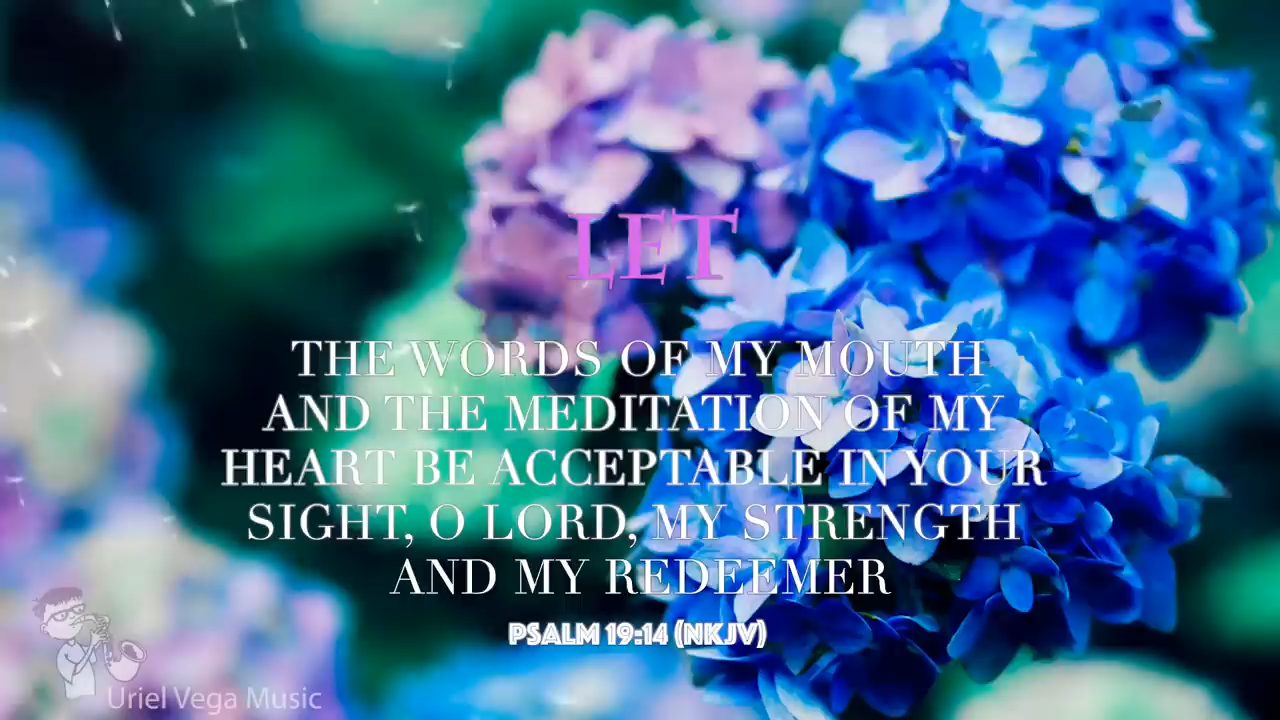 LET
THE WORDS OF MY MOUTH
AND THE MEDITATION OF MY
HEART BE ACCEPTABLE IN YOUR
SIGHT, O LORD, MY STRENGTH
AND MY REDEEMER
PSALM 19:14 (NKJV)
Uriel Vega Music